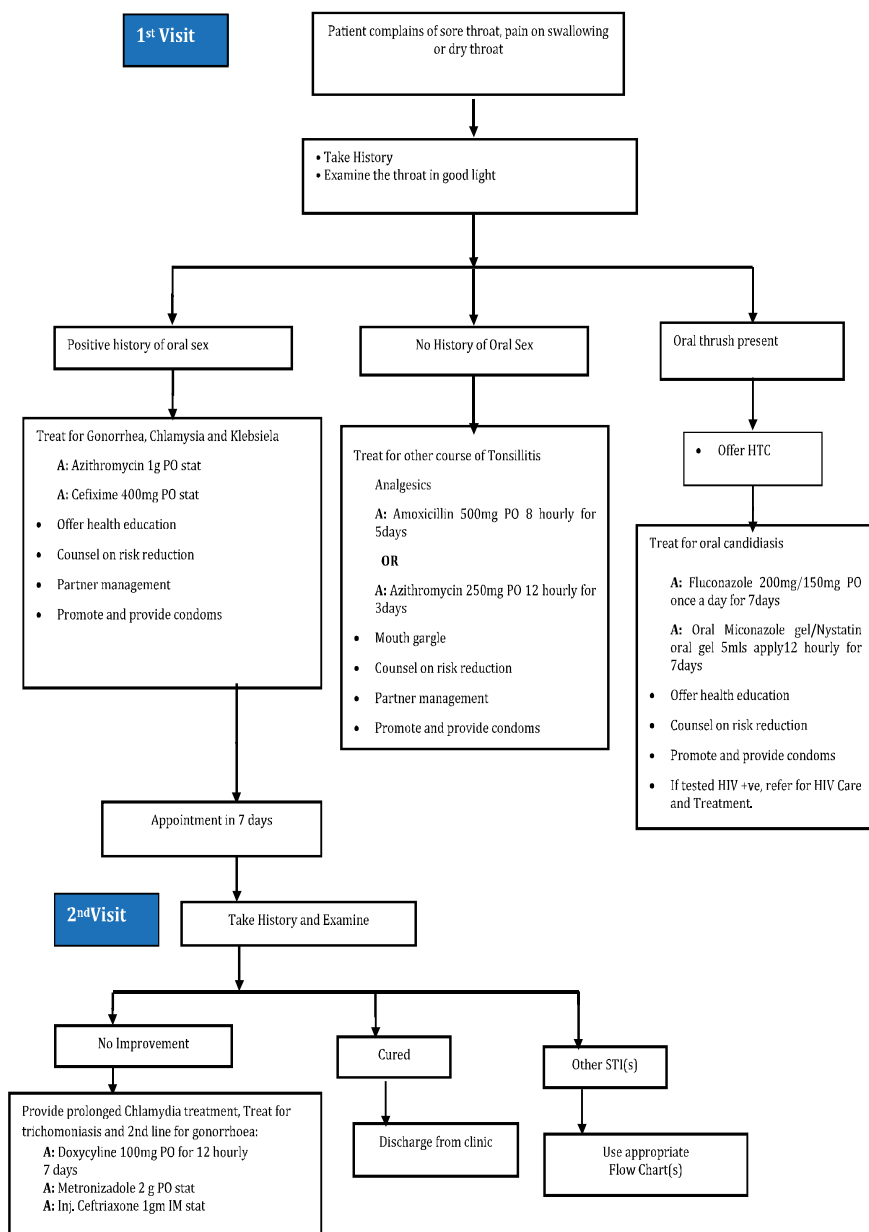 1st Visit
Patient complains of sore throat, pain on swallowing
or dry throat
• Take History
• Examine the throat in good light
Positive history of oral sex
No History of Oral Sex
Oral thrush present
Treat for Gonorrhea, Chlamysia and Klebsiela
A: Azithromycin 1g PO stat
A: Cefixime 400mg PO stat
• Offer health education
• Counsel on risk reduction
• Partner management
• Promote and provide condoms
Treat for other course of Tonsillitis
Analgesics
A: Amoxicillin 500mg PO 8 hourly for
5days
OR
A: Azithromycin 250mg PO 12 hourly for
3days
• Mouth gargle
• Counsel on risk reduction
• Partner management
• Promote and provide condoms
• Offer HTC
Treat for oral candidiasis
A: Fluconazole 200mg/150mg PO
once a day for 7days
A: Oral Miconazole gel/Nystatin
oral gel 5mls apply12 hourly for
7days
• Offer health education
• Counsel on risk reduction
• Promote and provide condoms
• If tested HIV +ve, refer for HIV Care
and Treatment.
Appointment in 7 days
2ndVisit
Take History and Examine
No Improvement
Cured
Other STI(s)
Provide prolonged Chlamydia treatment, Treat for
trichomoniasis and 2nd line for gonorrhoea:
A: Doxycyline 100mg PO for 12 hourly
7 days
A: Metronizadole 2 g PO stat
A: Inj. Ceftriaxone 1gm IM stat
Discharge from clinic
Use appropriate
Flow Chart(s)